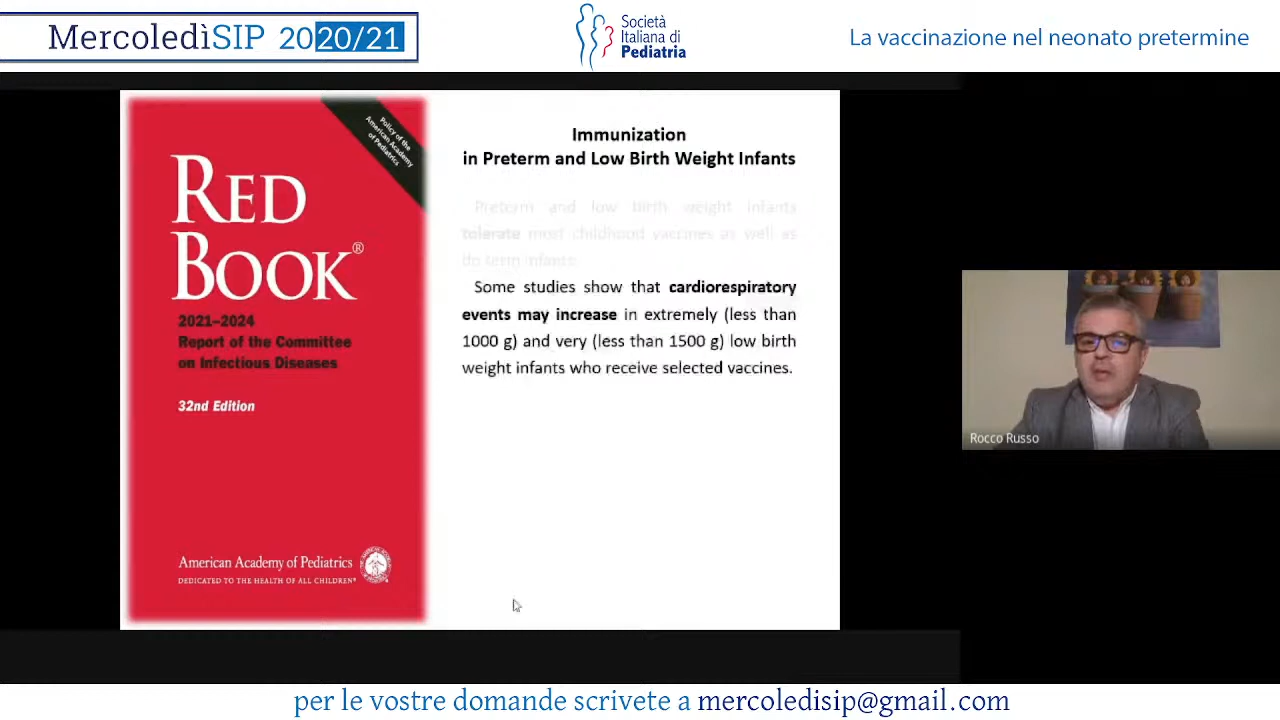 MercoledìSIP 2020/21
Società
Italiana di
Pediatria
La vaccinazione nel neonato pretermine
Policy of the
American Academy
of Pediatrics
RED
BOOK®
2021–2024
Report of the Committee
on Infectious Diseases
32nd Edition
American Academy of Pediatrics
DEDICATED TO THE HEALTH OF ALL CHILDREN®
Immunization
in Preterm and Low Birth Weight Infants
Preterm and low birth weight infants
tolerate most childhood vaccines as well as
do term infants.
Some studies show that cardiorespiratory
events may increase in extremely (less than
1000 g) and very (less than 1500 g) low birth
weight infants who receive selected vaccines.
Rocco Russo
per le vostre domande scrivete a mercoledisip@gmail.com